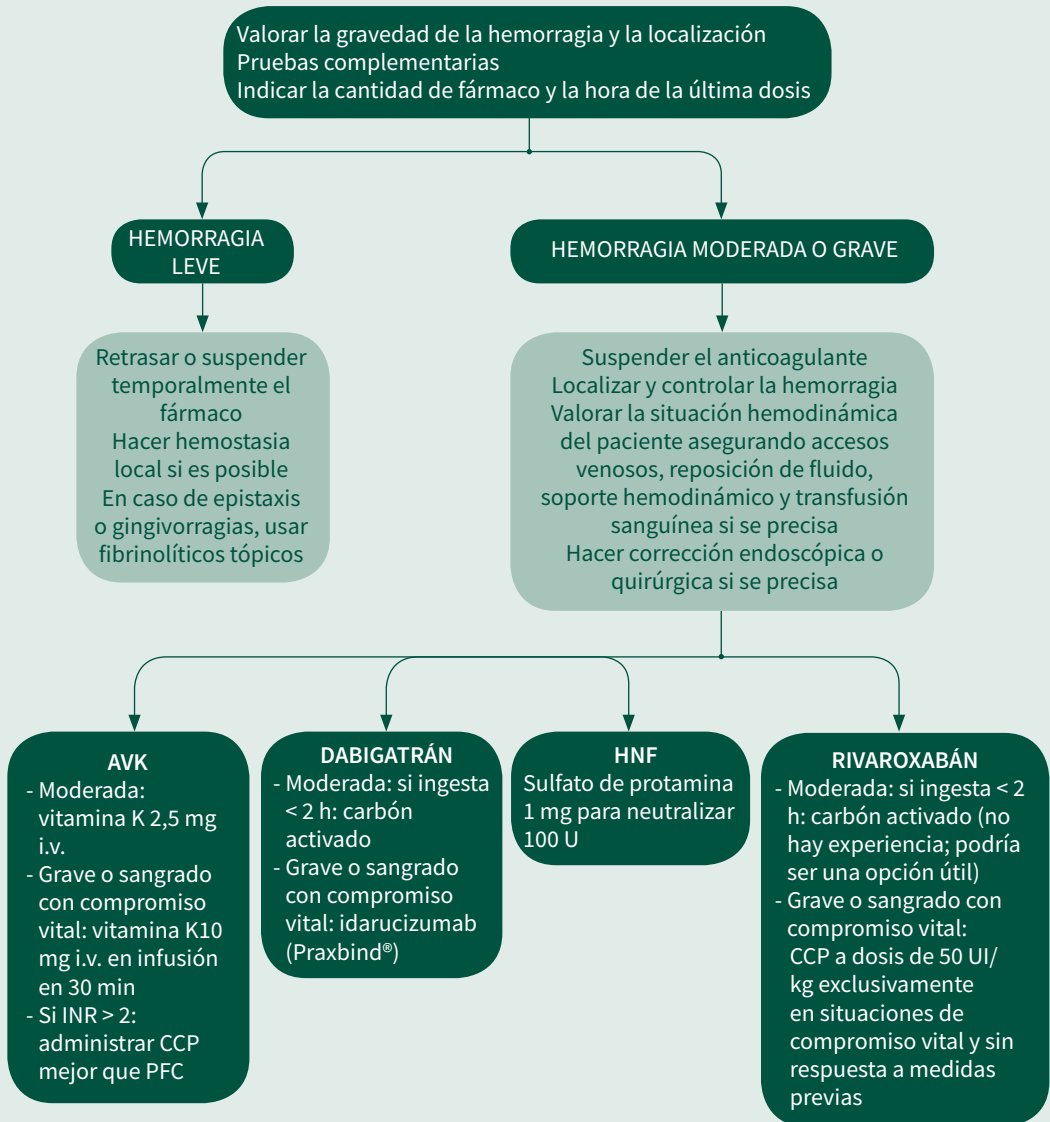 Valorar la gravedad de la hemorragia y la localización
Pruebas complementarias
Indicar la cantidad de fármaco y la hora de la última dosis
HEMORRAGIA
LEVE
HEMORRAGIA MODERADA O GRAVE
Retrasar o suspender
temporalmente el
fármaco
Hacer hemostasia
local si es posible
En caso de epistaxis
o gingivorragias, usar
fibrinolíticos tópicos
Suspender el anticoagulante
Localizar y controlar la hemorragia
Valorar la situación hemodinámica
del paciente asegurando accesos
venosos, reposición de fluido,
soporte hemodinámico y transfusión
sanguínea si se precisa
Hacer corrección endoscópica o
quirúrgica si se precisa
AVK
- Moderada:
vitamina K 2,5 mg
i.v.
- Grave o sangrado
con compromiso
vital: vitamina K10
mg i.v. en infusión
en 30 min
- Si INR > 2:
administrar CCP
mejor que PFC
DABIGATRÁN
- Moderada: si ingesta
< 2 h: carbón
activado
- Grave o sangrado
con compromiso
vital: idarucizumab
(Praxbind®)
HNF
Sulfato de protamina
1 mg para neutralizar
100 U
RIVAROXABÁN
- Moderada: si ingesta < 2
h: carbón activado (no
hay experiencia; podría
ser una opción útil)
- Grave o sangrado con
compromiso vital:
CCP a dosis de 50 UI/
kg exclusivamente
en situaciones de
compromiso vital y sin
respuesta a medidas
previas